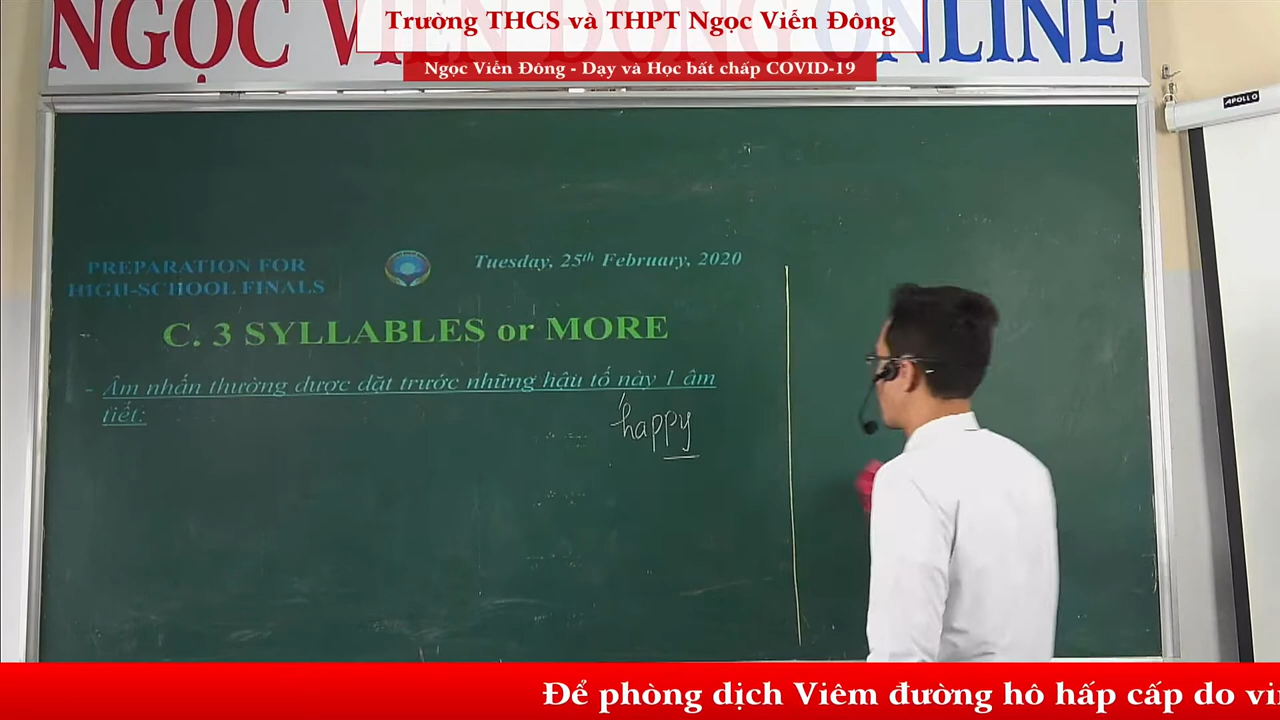 NGỌC VIỄN ĐÔNG ONLINE
Trường THCS và THPT Ngọc Viễn Đông
Ngọc Viễn Đông - Dạy và Học bất chấp COVID-19
APOLLO
PREPARATION FOR
HIGH-SCHOOL FINALS
Tuesday, 25th February, 2020
C. 3 SYLLABLES or MORE
- Âm nhấn thường được đặt trước những hậu tố này 1 âm
tiết:
'happy
Để phòng dịch Viêm đường hô hấp cấp do vi